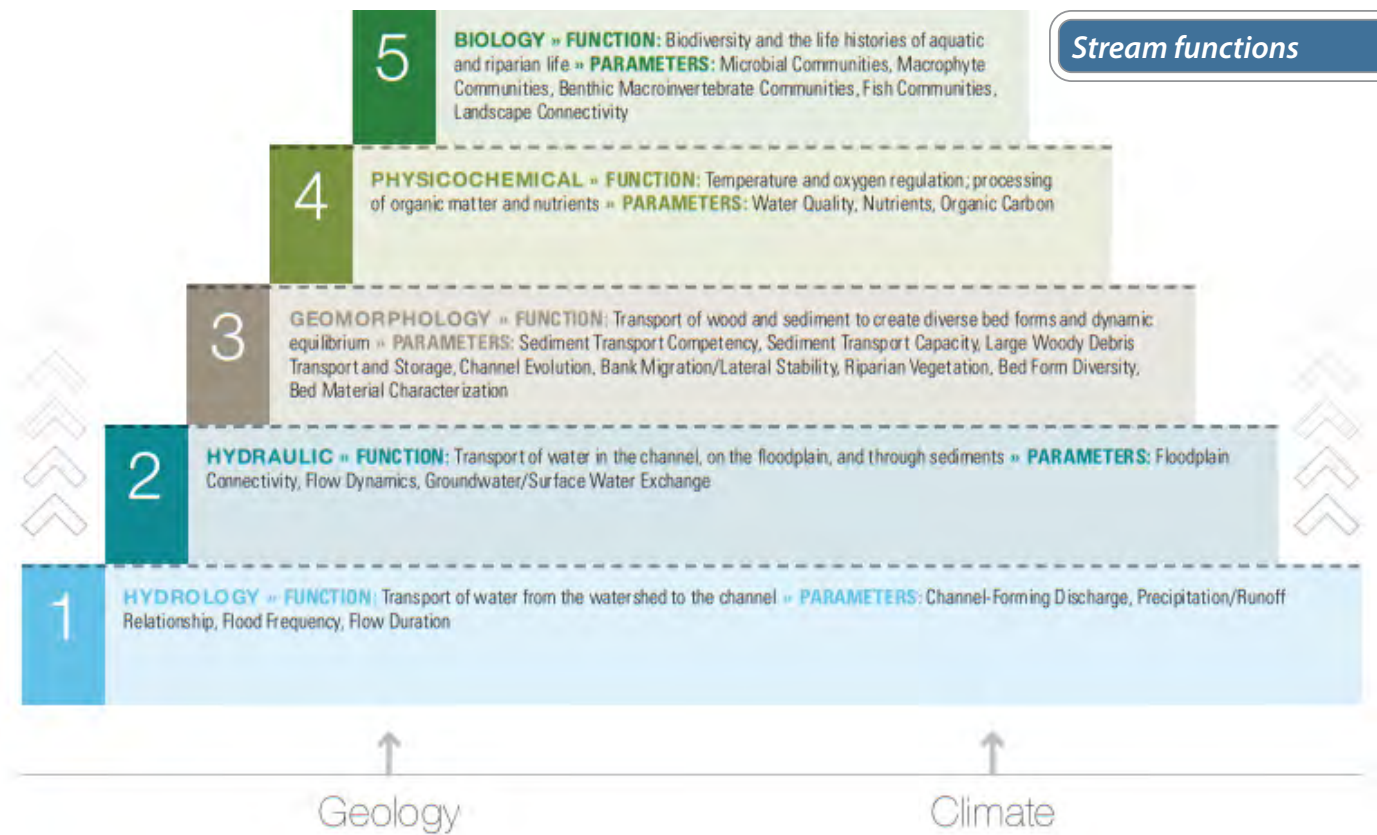 Stream functions
5
BIOLOGY » FUNCTION: Biodiversity and the life histories of aquatic
and riparian life » PARAMETERS: Microbial Communities, Macrophyte
Communities, Benthic Macroinvertebrate Communities, Fish Communities,
Landscape Connectivity
4
PHYSICOCHEMICAL » FUNCTION: Temperature and oxygen regulation; processing
of organic matter and nutrients » PARAMETERS: Water Quality, Nutrients, Organic Carbon
3
GEOMORPHOLOGY » FUNCTION: Transport of wood and sediment to create diverse bed forms and dynamic
equilibrium » PARAMETERS: Sediment Transport Competency, Sediment Transport Capacity, Large Woody Debris
Transport and Storage, Channel Evolution, Bank Migration/Lateral Stability, Riparian Vegetation, Bed Form Diversity,
Bed Material Characterization
2
HYDRAULIC » FUNCTION: Transport of water in the channel, on the floodplain, and through sediments » PARAMETERS: Floodplain
Connectivity, Flow Dynamics, Groundwater/Surface Water Exchange
1
HYDROLOGY » FUNCTION: Transport of water from the watershed to the channel » PARAMETERS: Channel-Forming Discharge, Precipitation/Runoff
Relationship, Flood Frequency, Flow Duration
Geology
Climate